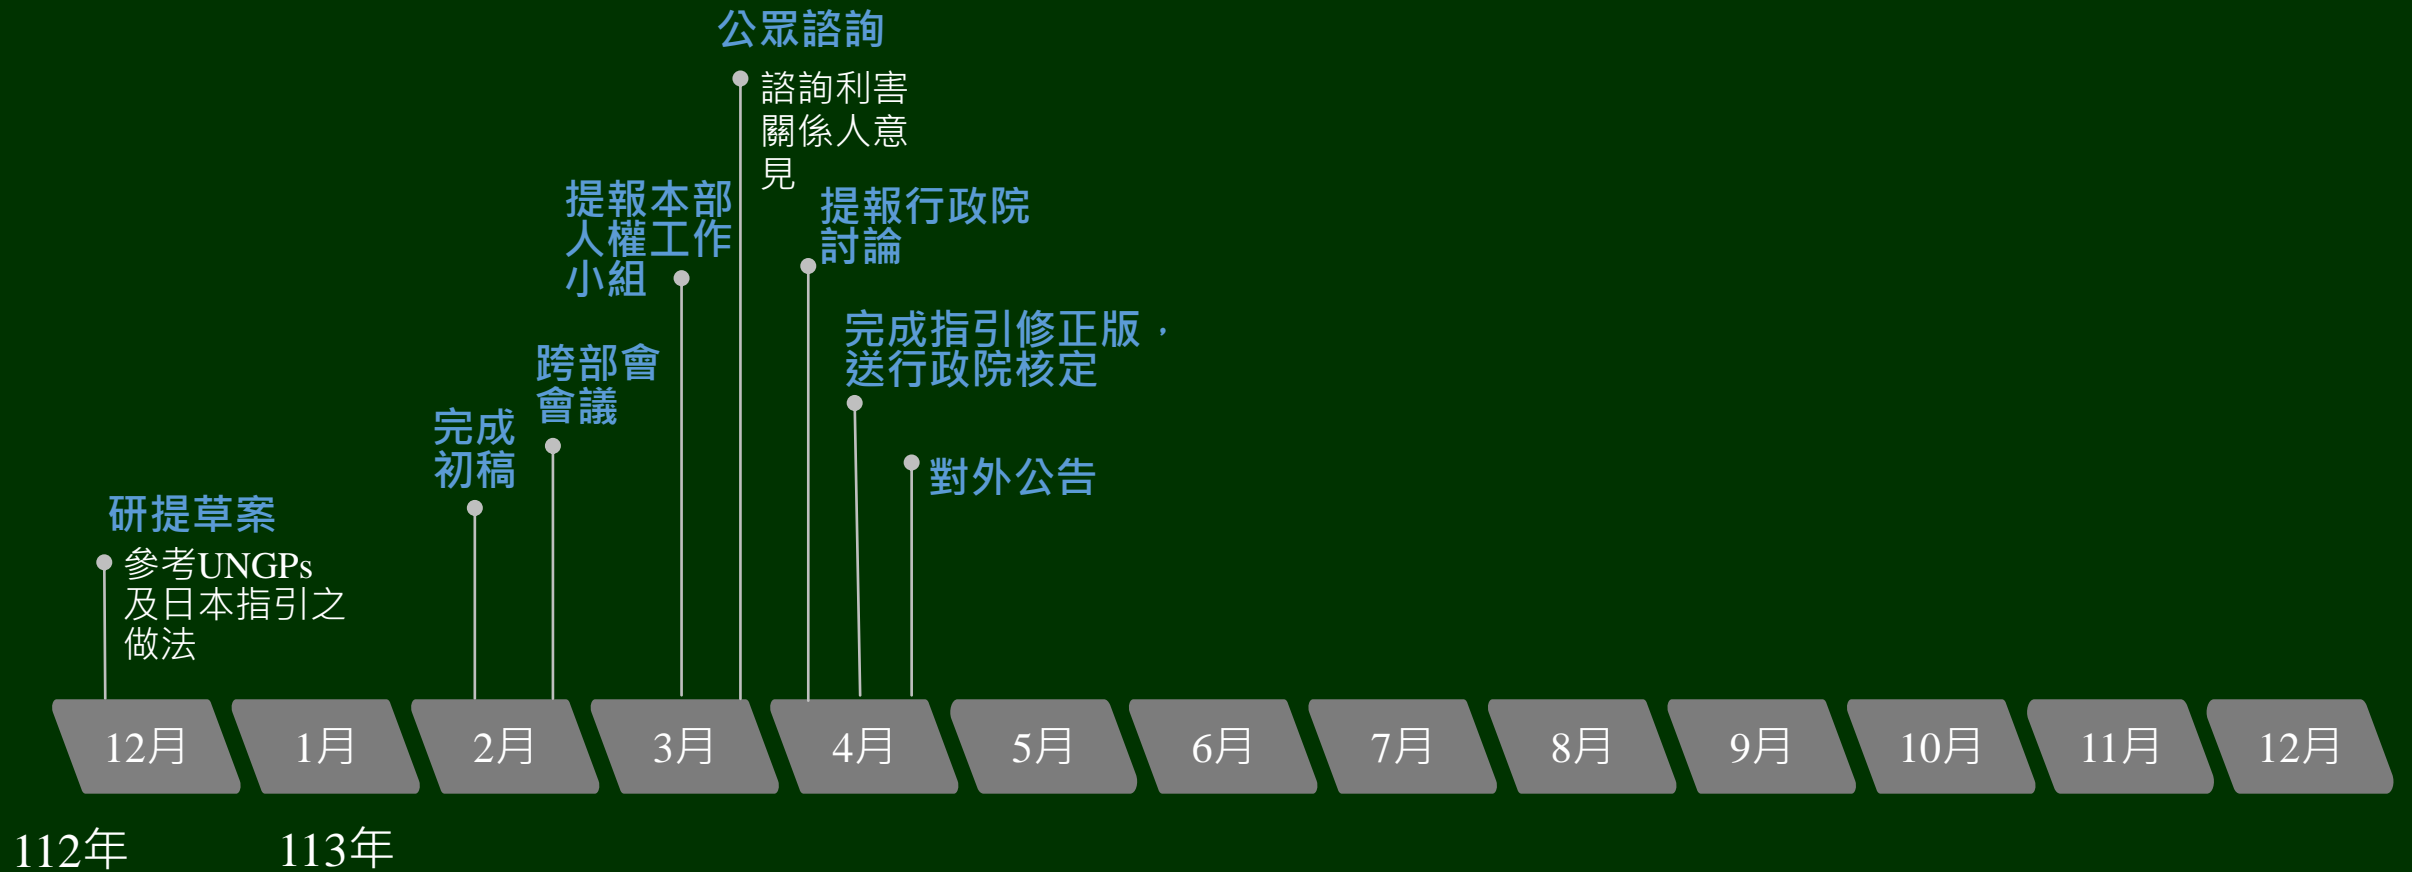 公眾諮詢
諮詢利害
關係人意
見
提報本部
人權工作
小組
提報行政院
討論
完成指引修正版，
送行政院核定
跨部會
會議
完成
初稿
對外公告
研提草案
參考UNGPs
及日本指引之
做法
12月
1月
2月
3月
4月
5月
6月
7月
8月
9月
10月
11月
12月
112年
113年